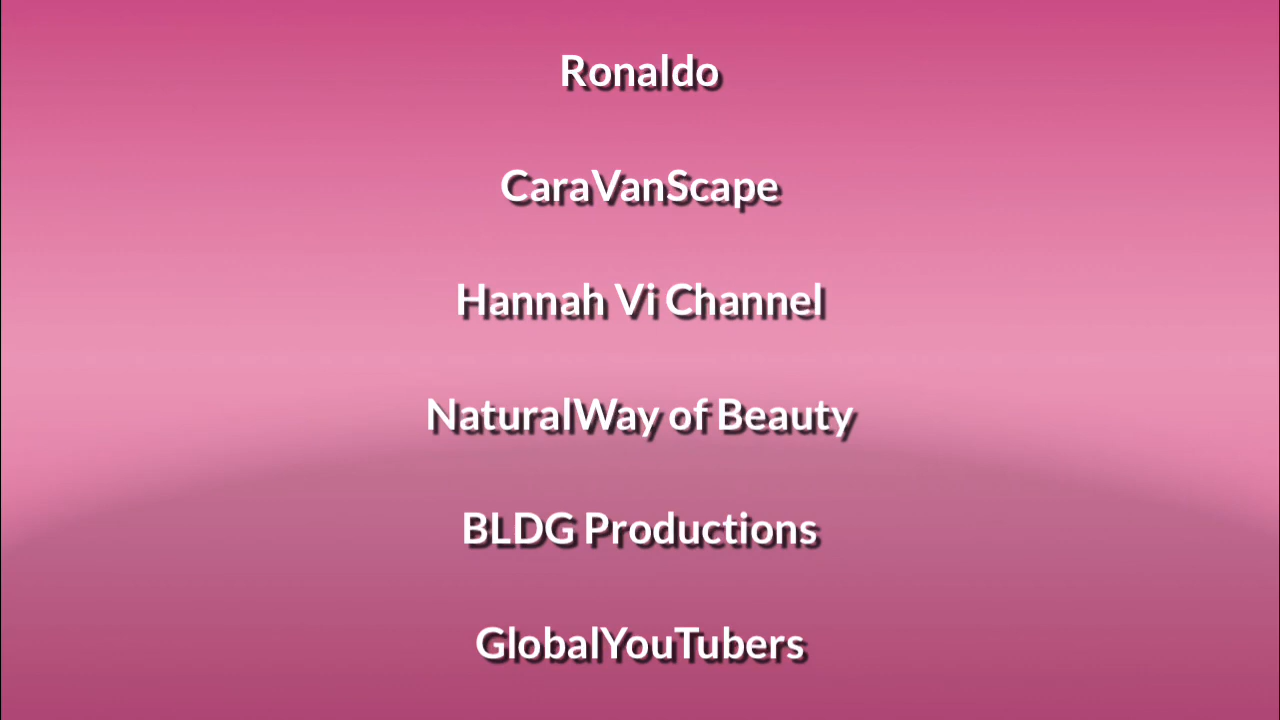 Ronaldo
CaraVanScape
Hannah Vi Channel
NaturalWay of Beauty
BLDG Productions
GlobalYouTubers